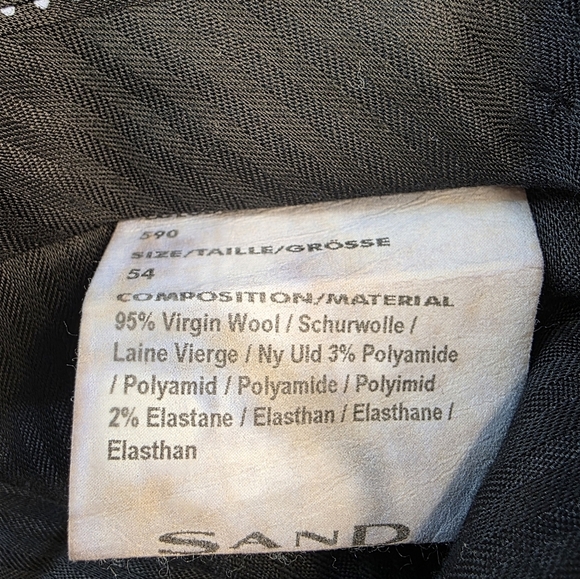 590
SIZE/TAILLE/GRÖSSE
54
COMPOSITION/MATERIAL
95% Virgin Wool / Schurwolle /
Laine Vierge / Ny Uld 3% Polyamide
/ Polyamid / Polyamide / Polyimid
2% Elastane / Elasthan / Elasthane /
Elasthan
SAND